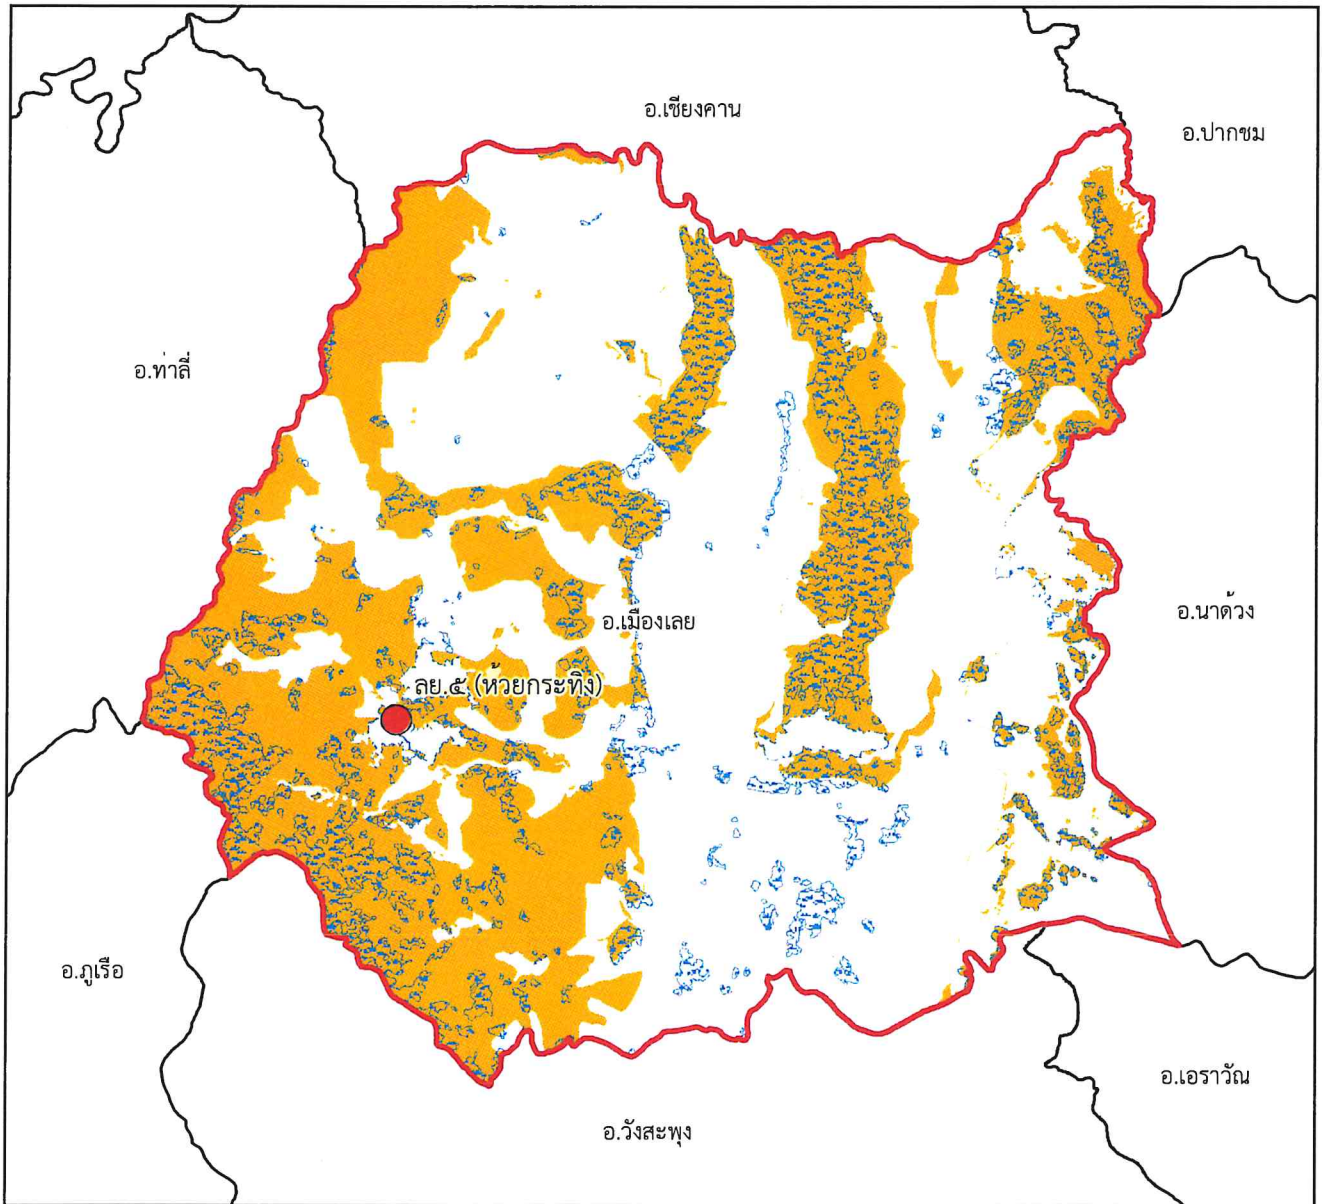 อ.เชียงคาน
อ.ปากชม
อ.ท่าลี่
อ.เมืองเลย
อ.นาด้วง
ลย.๕ (ห้วยกระทิง)
อ.ภูเรือ
อ.เอราวัณ
อ.วังสะพุง